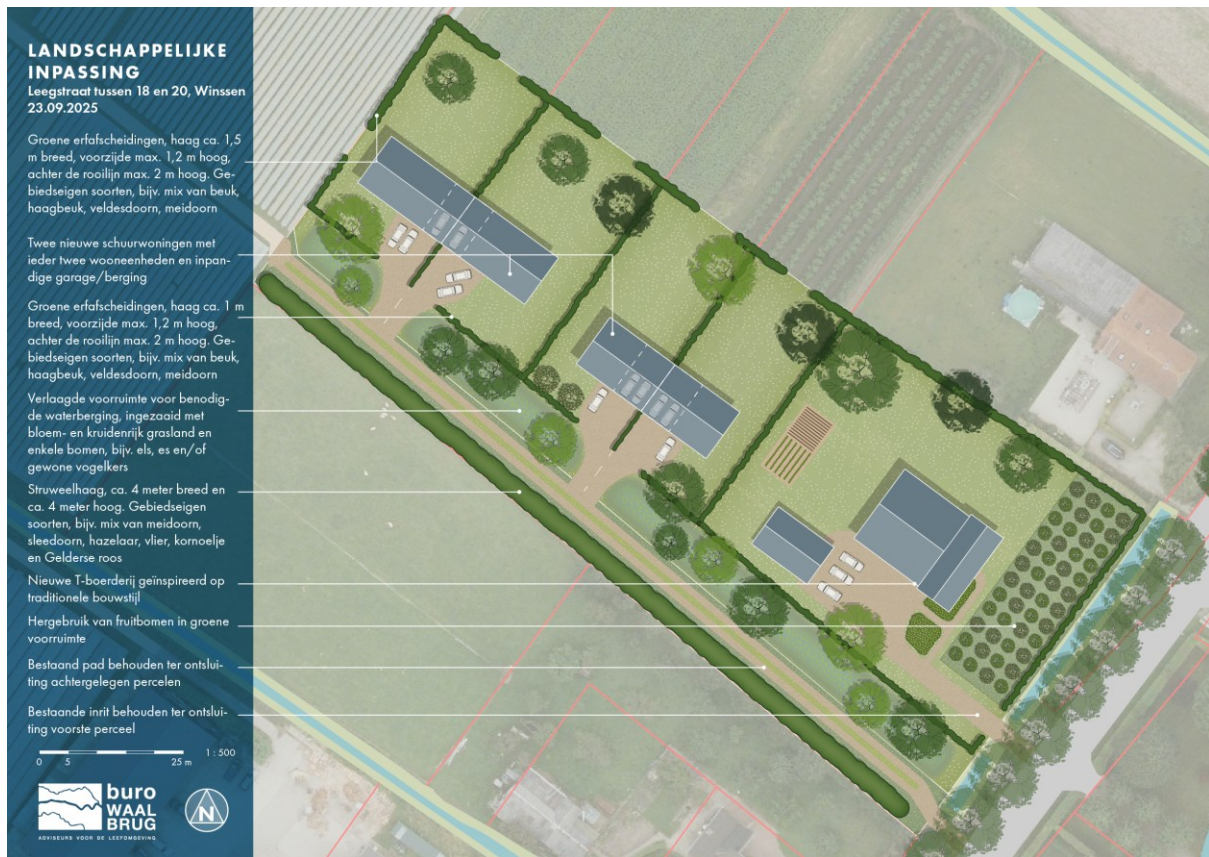 LANDSCHAPPELIJKE
INPASSING
Leegstraat tussen 18 en 20, Winssen
23.09.2025
Groene erfafscheidingen, haag ca. 1,5
m breed, voorzijde max. 1,2 m hoog,
achter de rooilijn max. 2 m hoog. Ge-
biedseigen soorten, bijv. mix van beuk,
haagbeuk, veldesdoorn, meidoorn
Twee nieuwe schuurwoningen met
ieder twee wooneenheden en inpan-
dige garage/berging
Groene erfafscheidingen, haag ca. 1 m
breed, voorzijde max. 1,2 m hoog,
achter de rooilijn max. 2 m hoog. Ge-
biedseigen soorten, bijv. mix van beuk,
haagbeuk, veldesdoorn, meidoorn
Verlaagde voorruimte voor benodig-
de waterberging, ingezaaid met
bloem- en kruidenrijk grasland en
enkele bomen, bijv. els, es en/of
gewone vogelkers
Struweelhaag, ca. 4 meter breed en
ca. 4 meter hoog. Gebiedseigen
soorten, bijv. mix van meidoorn,
sleedoorn, hazelaar, vlier, kornoelje
en Gelderse roos
Nieuwe T-boerderij geïnspireerd op
traditionele bouwstijl
Hergebruik van fruitbomen in groene
voorruimte
Bestaand pad behouden ter ontslui-
ting achtergelegen percelen
Bestaande inrit behouden ter ontslui-
ting voorste perceel
1 : 500
0 5 25 m
buro
WAAL
BRUG
ADVISEURS VOOR DE LEEFOMGEVING
N